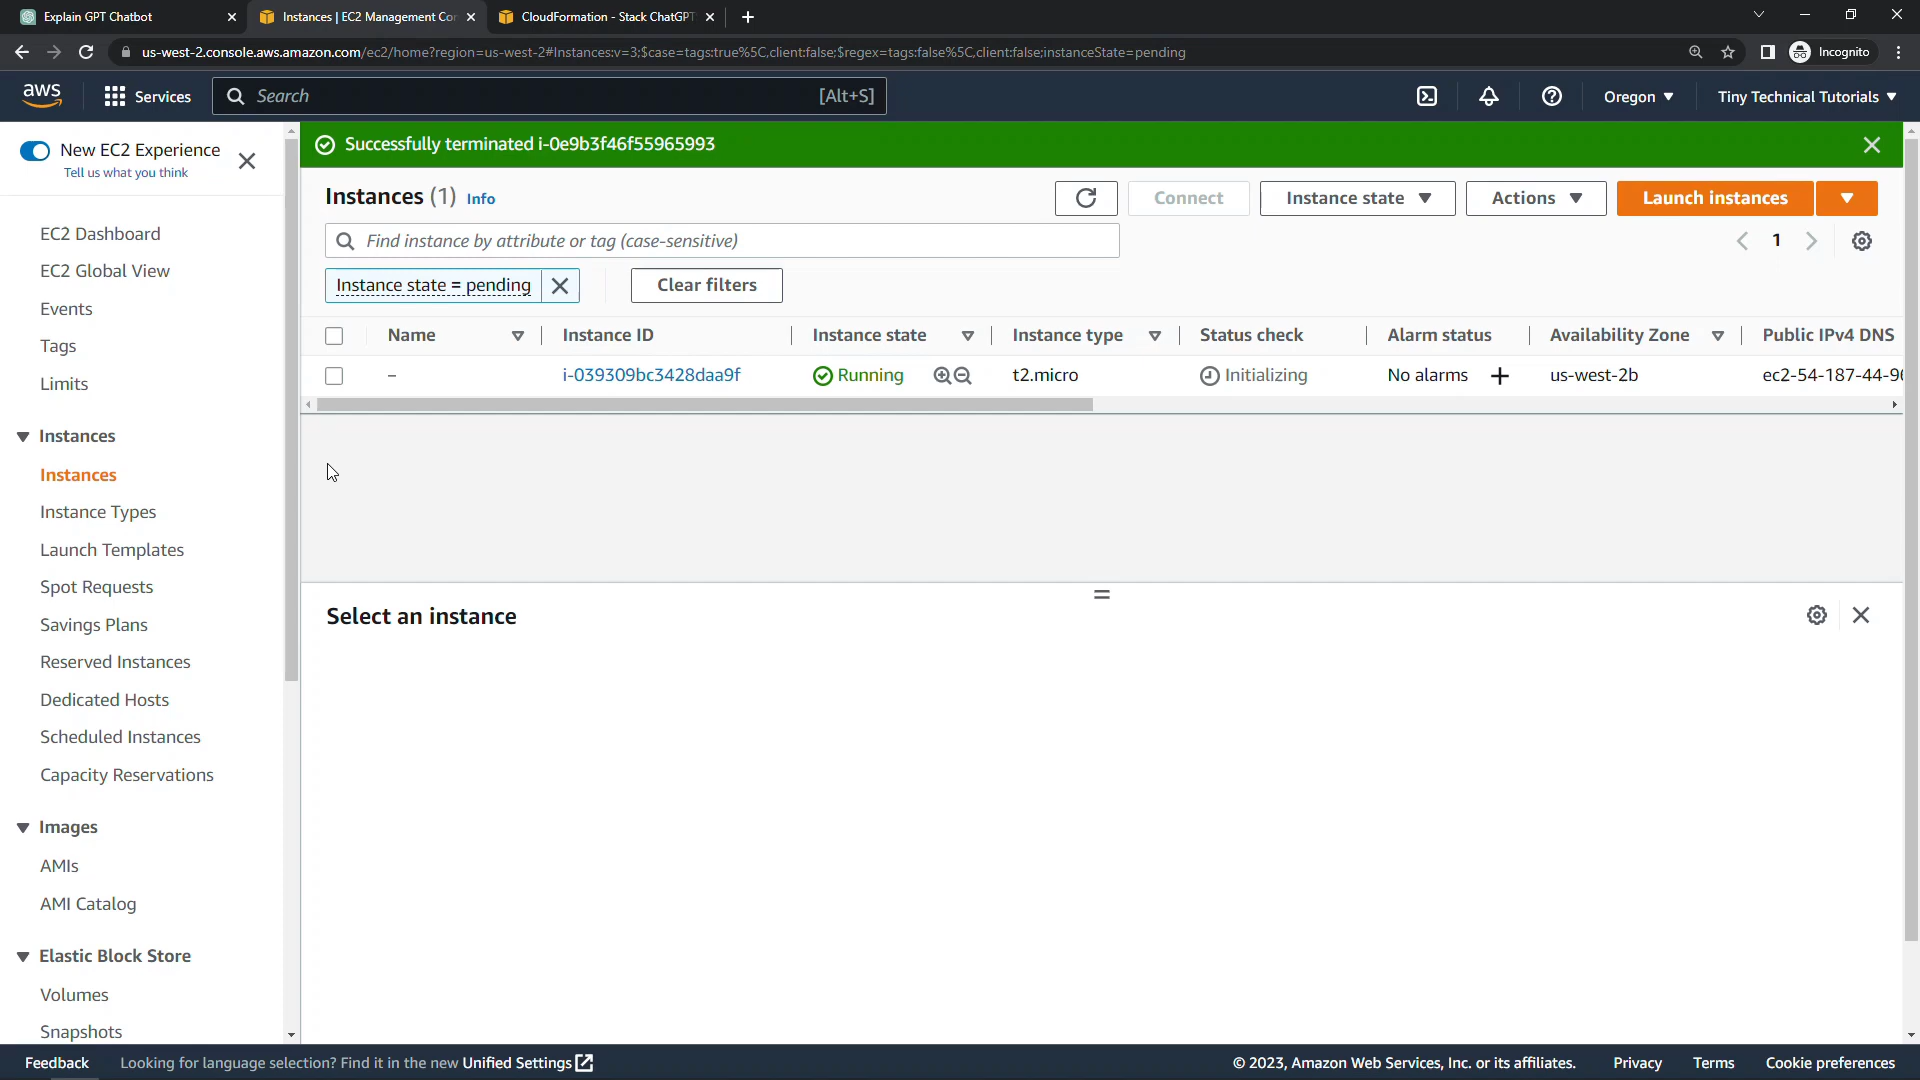 Explain GPT Chatbot
Instances | EC2 Management Co
CloudFormation - Stack ChatGPT
us-west-2.console.aws.amazon.com/ec2/home?region=us-west-2#Instances:v=3;$case=tags:true%5C,client:false;$regex=tags:false%5C,client:false;instanceState=pending
Incognito
aws
Services
Search
[Alt+S]
Oregon
Tiny Technical Tutorials
New EC2 Experience
Tell us what you think
EC2 Dashboard
EC2 Global View
Events
Tags
Limits
Instances
Instances
Instance Types
Launch Templates
Spot Requests
Savings Plans
Reserved Instances
Dedicated Hosts
Scheduled Instances
Capacity Reservations
Images
AMIs
AMI Catalog
Elastic Block Store
Volumes
Snapshots
Successfully terminated i-0e9b3f46f55965993
Instances (1) Info
Connect
Instance state
Actions
Launch instances
Find instance by attribute or tag (case-sensitive)
1
Instance state = pending
Clear filters
Name Instance ID Instance state Instance type Status check Alarm status Availability Zone Public IPv4 DNS
– i-039309bc3428daa9f Running t2.micro Initializing No alarms + us-west-2b ec2-54-187-44-9
Select an instance
Feedback
Looking for language selection? Find it in the new Unified Settings
© 2023, Amazon Web Services, Inc. or its affiliates.
Privacy
Terms
Cookie preferences